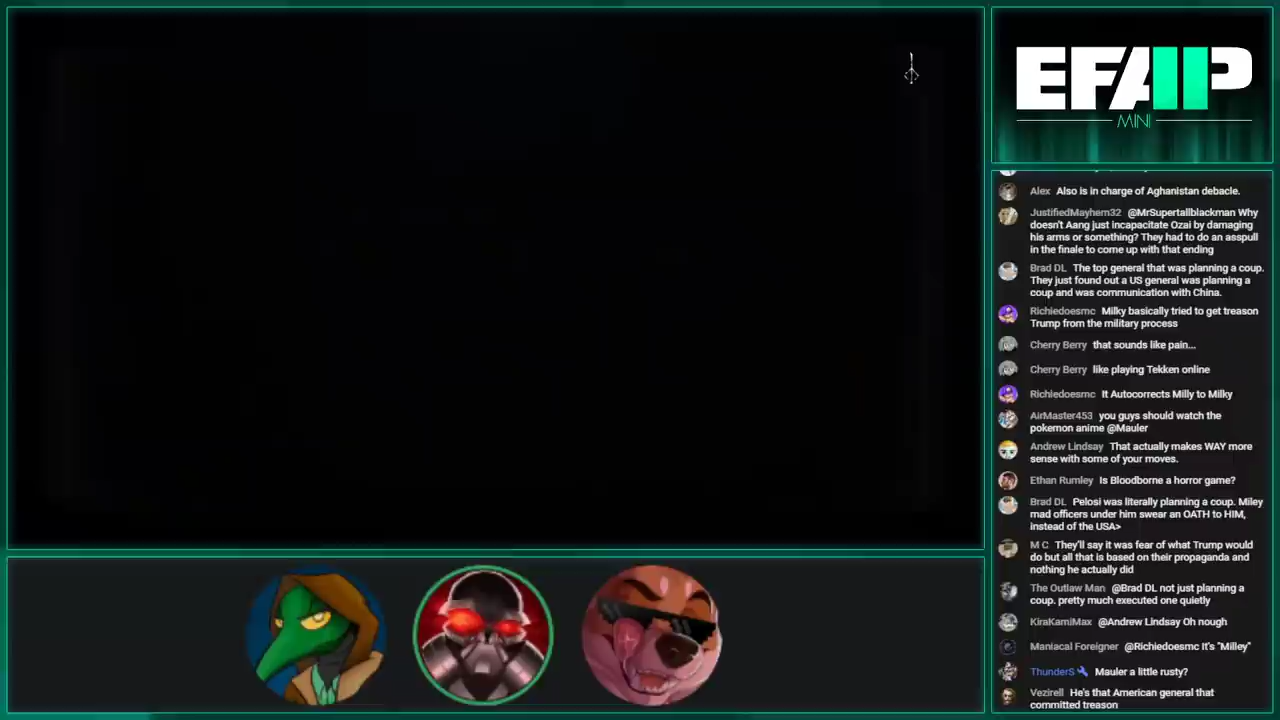 EFAP
MINI
Alex Also is in charge of Aghanistan debacle.
JustifiedMayhem32 @MrSupertallblackman Why
doesn't Aang just incapacitate Ozai by damaging
his arms or something? They had to do an asspull
in the finale to come up with that ending
Brad DL The top general that was planning a coup.
They just found out a US general was planning a
coup and was communication with China.
Richiedoesmc Milky basically tried to get treason
Trump from the military process
Cherry Berry that sounds like pain...
Cherry Berry like playing Tekken online
Richiedoesmc It Autocorrects Milly to Milky
AirMaster453 you guys should watch the
pokemon anime @Mauler
Andrew Lindsay That actually makes WAY more
sense with some of your moves.
Ethan Rumley Is Bloodborne a horror game?
Brad DL Pelosi was literally planning a coup. Miley
mad officers under him swear an OATH to HIM,
instead of the USA>
M C They'll say it was fear of what Trump would
do but all that is based on their propaganda and
nothing he actually did
The Outlaw Man @Brad DL not just planning a
coup. pretty much executed one quietly
KiraKamiMax @Andrew Lindsay Oh nough
Maniacal Foreigner @Richiedoesmc It's "Milley"
ThunderS Mauler a little rusty?
Vezirell He's that American general that
committed treason